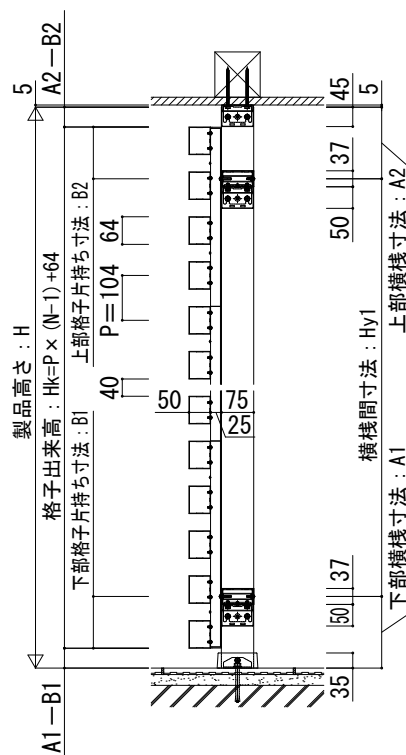 5
A2－B2
製品高さ：H
格子出来高：Hk=P×(N-1)+64
上部格子片持ち寸法：B2
下部格子片持ち寸法：B1
64
P=104
40
50
75
25
45
5
37
50
上部横桟寸法：A2
横桟間寸法：Hy1
下部横桟寸法：A1
37
50
35
A1－B1